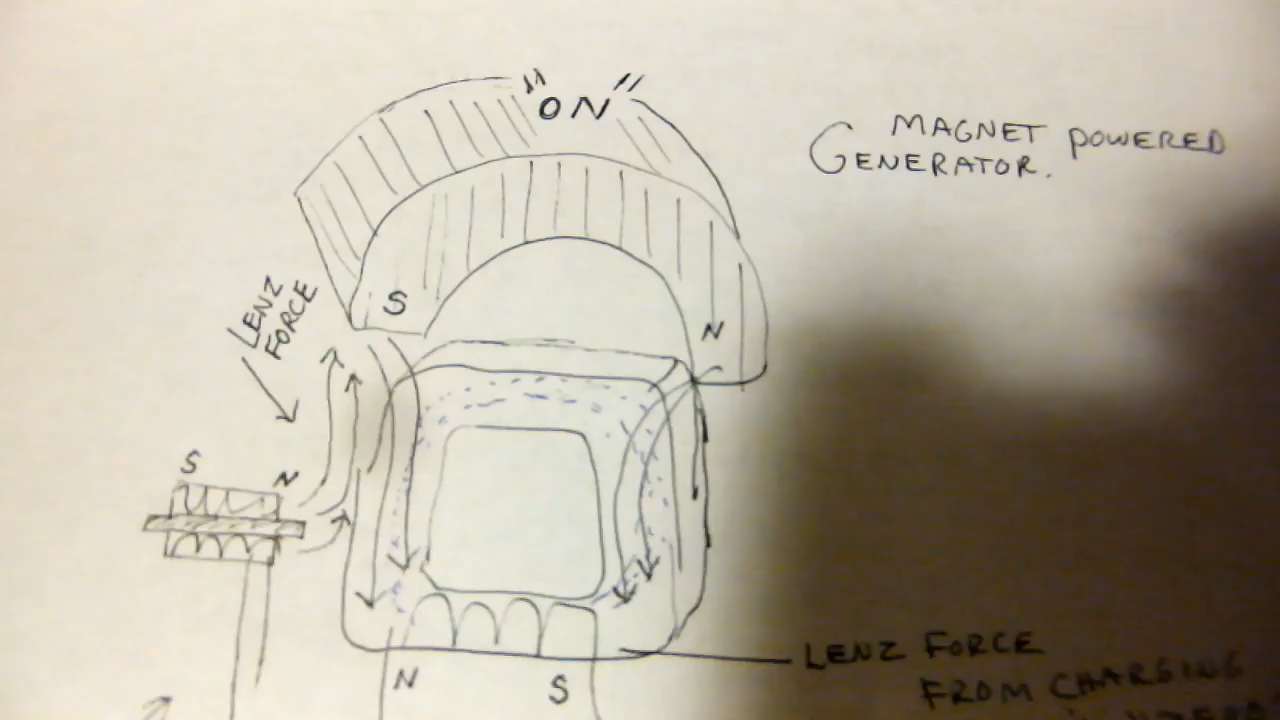 "ON"
MAGNET POWERED
GENERATOR.
S
N
LENZ
FORCE
S
N
N
S
LENZ FORCE
FROM CHARGING